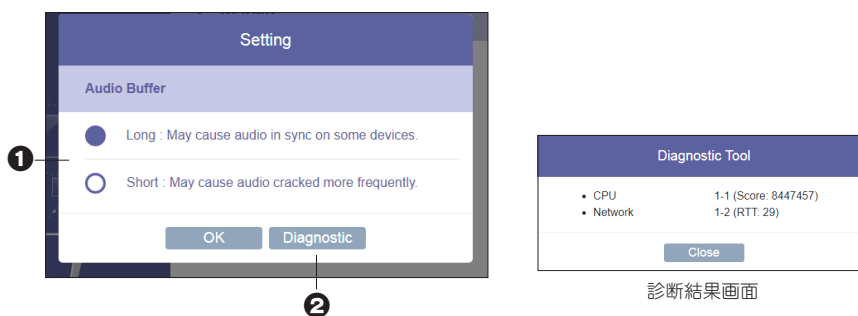 Setting
Audio Buffer
Long : May cause audio in sync on some devices.
❶
Short : May cause audio cracked more frequently.
OK
Diagnostic
❷
Diagnostic Tool
• CPU 1-1 (Score: 8447457)
• Network 1-2 (RTT: 29)
Close
診断結果画面